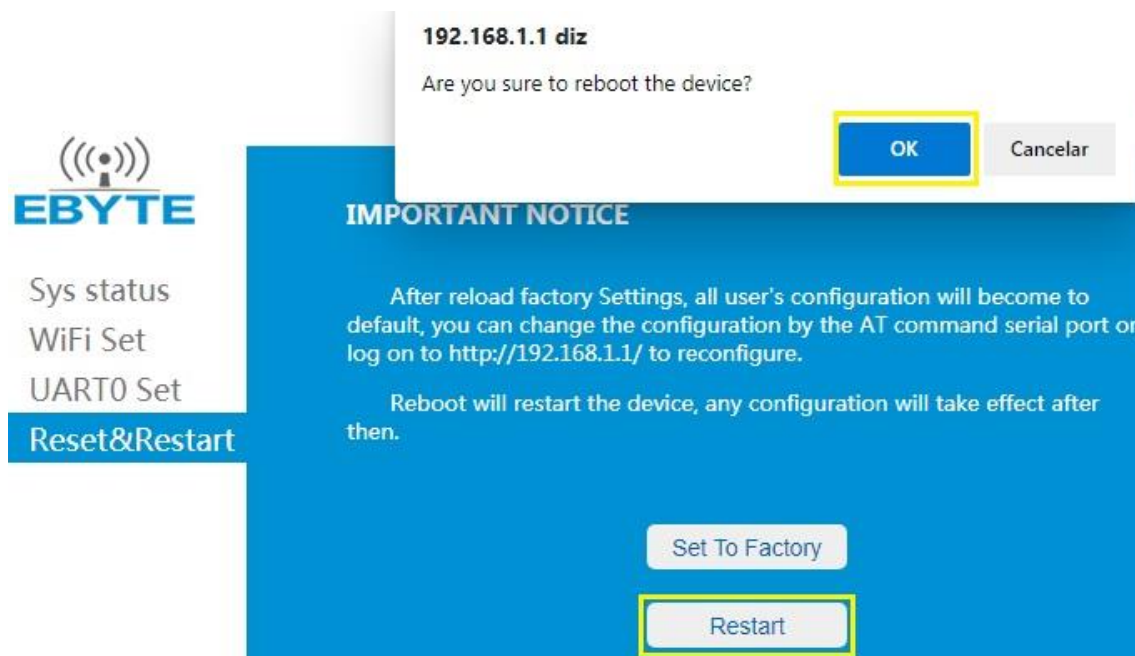 192.168.1.1 diz
Are you sure to reboot the device?
OK
Cancelar
EBYTE
IMPORTANT NOTICE
Sys status
WiFi Set
UART0 Set
Reset&Restart
After reload factory Settings, all user's configuration will become to
default, you can change the configuration by the AT command serial port or
log on to http://192.168.1.1/ to reconfigure.
Reboot will restart the device, any configuration will take effect after
then.
Set To Factory
Restart